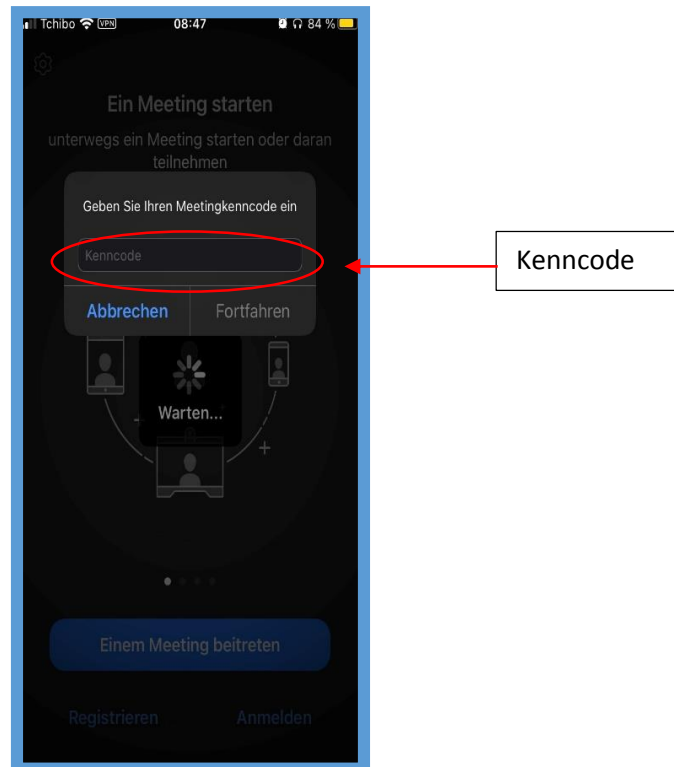 Tchibo VPN 08:47 84 %
Ein Meeting starten
unterwegs ein Meeting starten oder daran
teilnehmen
Geben Sie Ihren Meetingkenncode ein
Kenncode
Kenncode
Abbrechen Fortfahren
Warten...
Einem Meeting beitreten
Registrieren Anmelden